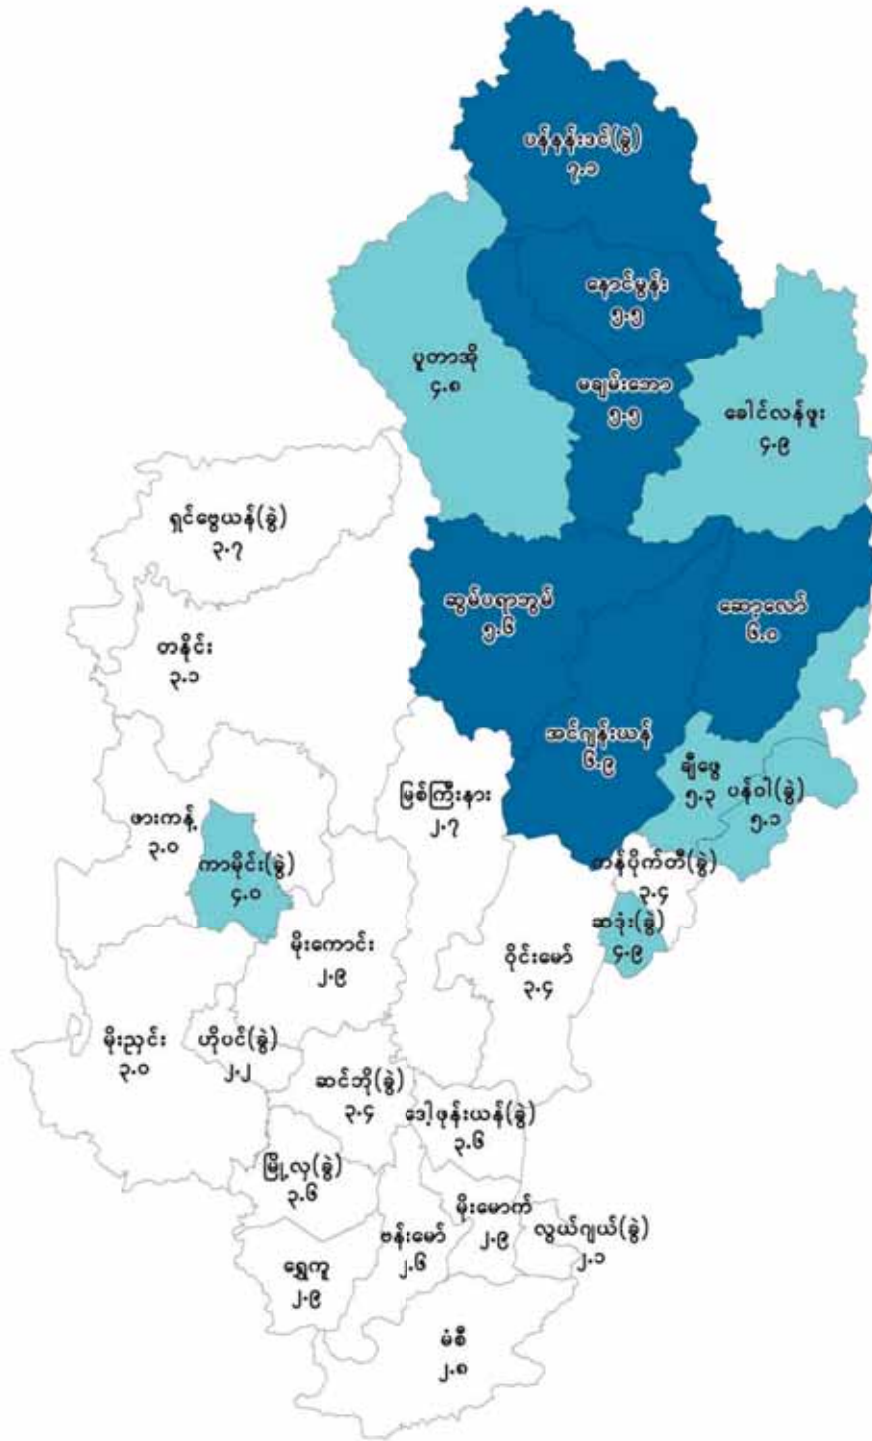 ပန်နန်းဒင်(ခွဲ)
၇.၁
နောင်မွန်း
၅.၅
ပူတာအို
၄.၈
မချမ်းဘော
၅.၅
ခေါင်လန်ဖူး
၄.၉
ရှင်ဗွေယန်(ခွဲ)
၃.၇
ဆွမ်ပရာဘွမ်
၅.၆
ဆော့လော်
၆.၀
တနိုင်း
၃.၁
အင်ဂျန်းယန်
၆.၉
ချီဖွေ
၅.၃
ပန်ဝါ(ခွဲ)
၅.၁
မြစ်ကြီးနား
၂.၇
ဖားကန့်
၃.၀
ကာမိုင်း(ခွဲ)
၄.၀
ကန်ပိုက်တီ(ခွဲ)
၃.၄
ဆဒုံး(ခွဲ)
၄.၉
မိုးကောင်း
၂.၉
ဝိုင်းမော်
၃.၄
မိုးညှင်း
၃.၀
ဟိုပင်(ခွဲ)
၂.၂
ဆင်ဘို(ခွဲ)
၃.၄
ဒေါ့ဖုန်းယန်(ခွဲ)
၃.၆
မြို့လှ(ခွဲ)
၃.၆
မိုးမောက်
၂.၉
ဗန်းမော်
၂.၆
လွယ်ဂျယ်(ခွဲ)
၂.၁
ရွှေကူ
၂.၉
မံစီ
၂.၈